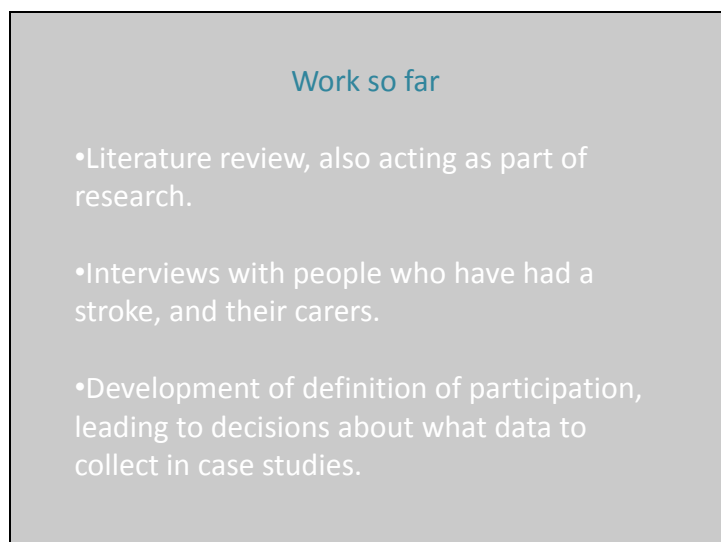 Work so far
•Literature review, also acting as part of
research.
•Interviews with people who have had a
stroke, and their carers.
•Development of definition of participation,
leading to decisions about what data to
collect in case studies.